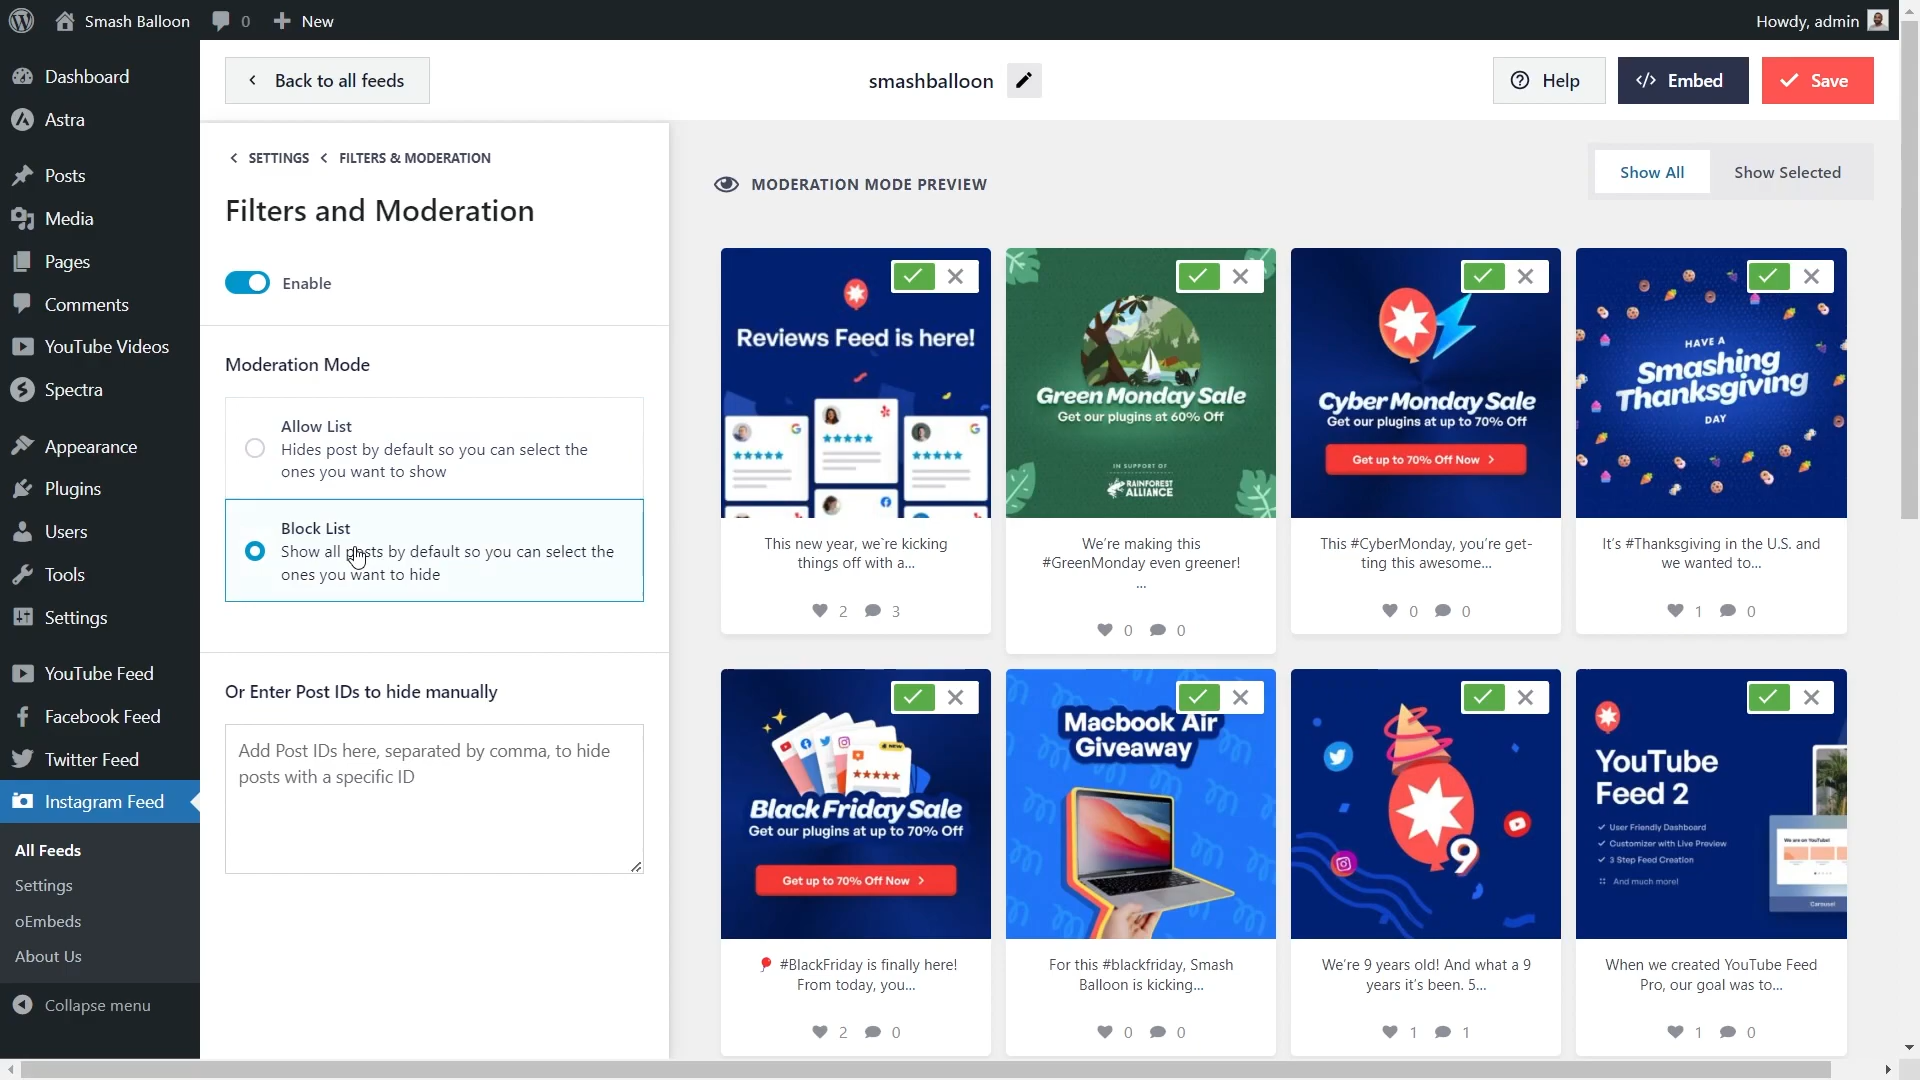 Smash Balloon
0
New
Howdy, admin
Dashboard
Astra
Posts
Media
Pages
Comments
YouTube Videos
Spectra
Appearance
Plugins
Users
Tools
Settings
YouTube Feed
Facebook Feed
Twitter Feed
Instagram Feed
All Feeds
Settings
oEmbeds
About Us
Collapse menu
Back to all feeds
smashballoon
Help
Embed
Save
SETTINGS
FILTERS & MODERATION
Filters and Moderation
Enable
Moderation Mode
Allow List
Hides post by default so you can select the
ones you want to show
Block List
Show all posts by default so you can select the
ones you want to hide
Or Enter Post IDs to hide manually
Add Post IDs here, separated by comma, to hide
posts with a specific ID
MODERATION MODE PREVIEW
Show All
Show Selected
Reviews Feed is here!
This new year, we`re kicking
things off with a...
2
3
Green Monday Sale
Get our plugins at 60% Off
IN SUPPORT OF
RAINFOREST
ALLIANCE
We're making this
#GreenMonday even greener!
...
0
0
Cyber Monday Sale
Get our plugins at up to 70% Off
Get up to 70% Off Now
This #CyberMonday, you're get-
ting this awesome...
0
0
HAVE A
Smashing
Thanksgiving
DAY
It's #Thanksgiving in the U.S. and
we wanted to...
1
0
NEW
Black Friday Sale
Get our plugins at up to 70% Off
Get up to 70% Off Now
#BlackFriday is finally here!
From today, you...
2
0
Macbook Air
Giveaway
For this #blackfriday, Smash
Balloon is kicking...
0
0
9
We're 9 years old! And what a 9
years it's been. 5...
1
1
YouTube
Feed 2
User Friendly Dashboard
Customizer with Live Preview
3 Step Feed Creation
And much more!
We are on YouTube!
Carousel
When we created YouTube Feed
Pro, our goal was to...
1
0